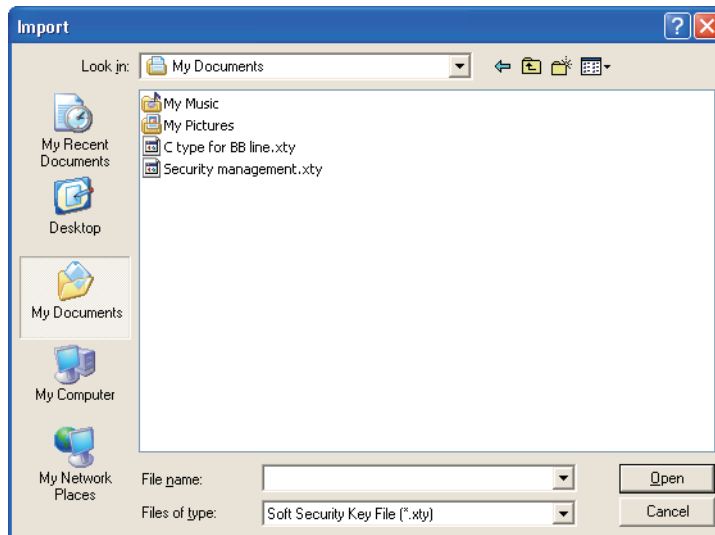 Import
Look in: My Documents
My Music
My Pictures
C type for BB line.xty
Security management.xty
My Recent
Documents
Desktop
My Documents
My Computer
My Network
Places
File name:
Open
Files of type: Soft Security Key File (*.xty)
Cancel